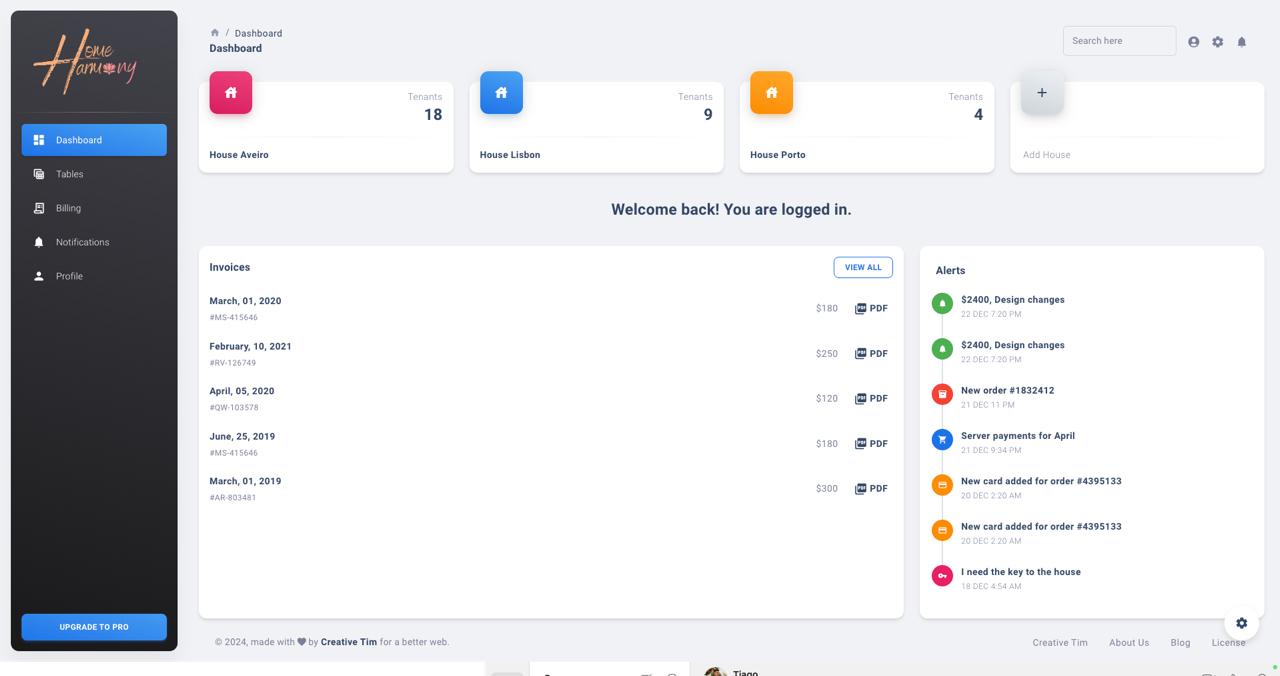 Home
Harmony
Dashboard
Tables
Billing
Notifications
Profile
UPGRADE TO PRO
/ Dashboard
Dashboard
Search here
Tenants
18
House Aveiro
Tenants
9
House Lisbon
Tenants
4
House Porto
+
Add House
Welcome back! You are logged in.
Invoices
VIEW ALL
March, 01, 2020
#MS-415646
$180 PDF
February, 10, 2021
#RV-126749
$250 PDF
April, 05, 2020
#QW-103578
$120 PDF
June, 25, 2019
#MS-415646
$180 PDF
March, 01, 2019
#AR-803481
$300 PDF
Alerts
$2400, Design changes
22 DEC 7:20 PM
$2400, Design changes
22 DEC 7:20 PM
New order #1832412
21 DEC 11 PM
Server payments for April
21 DEC 9:34 PM
New card added for order #4395133
20 DEC 2:20 AM
New card added for order #4395133
20 DEC 2:20 AM
I need the key to the house
18 DEC 4:54 AM
© 2024, made with ♥ by Creative Tim for a better web.
Creative Tim About Us Blog License
Tiago